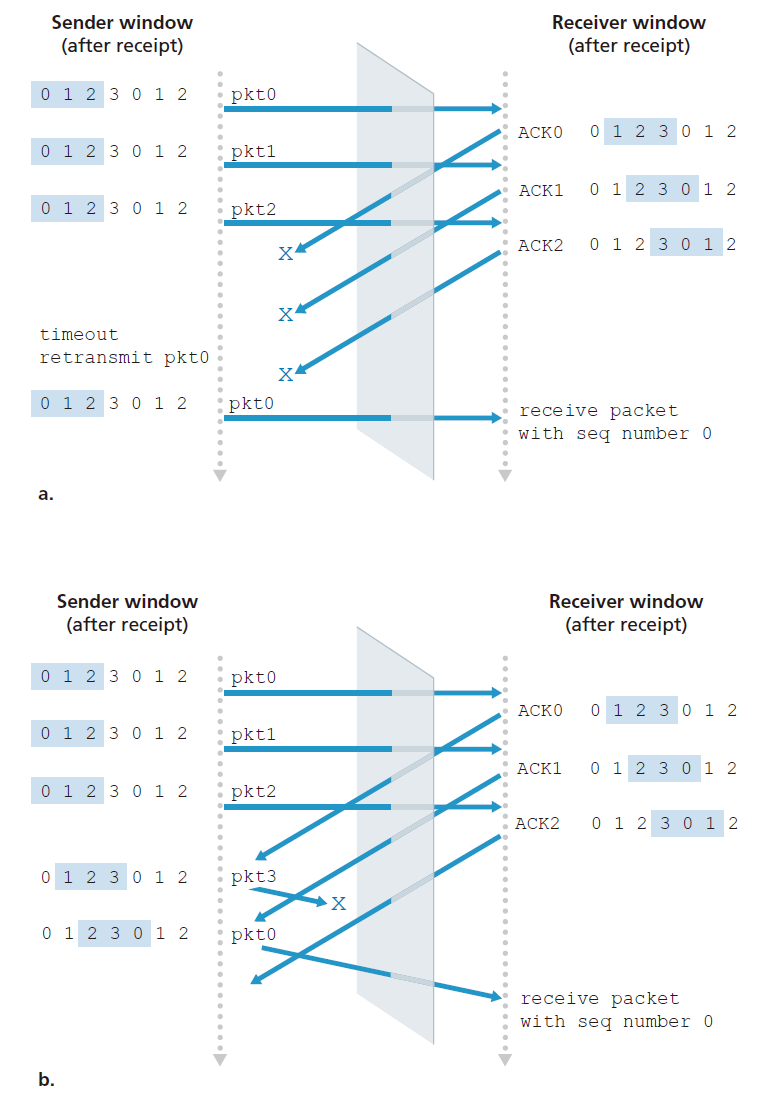 Sender window
(after receipt)
Receiver window
(after receipt)
0 1 2 3 0 1 2
pkt0
ACK0 0 1 2 3 0 1 2
0 1 2 3 0 1 2
pkt1
ACK1 0 1 2 3 0 1 2
0 1 2 3 0 1 2
pkt2
ACK2 0 1 2 3 0 1 2
X
X
timeout
retransmit pkt0
X
0 1 2 3 0 1 2
pkt0
receive packet
with seq number 0
a.
Sender window
(after receipt)
Receiver window
(after receipt)
0 1 2 3 0 1 2
pkt0
ACK0 0 1 2 3 0 1 2
0 1 2 3 0 1 2
pkt1
ACK1 0 1 2 3 0 1 2
0 1 2 3 0 1 2
pkt2
ACK2 0 1 2 3 0 1 2
0 1 2 3 0 1 2
pkt3
X
0 1 2 3 0 1 2
pkt0
receive packet
with seq number 0
b.